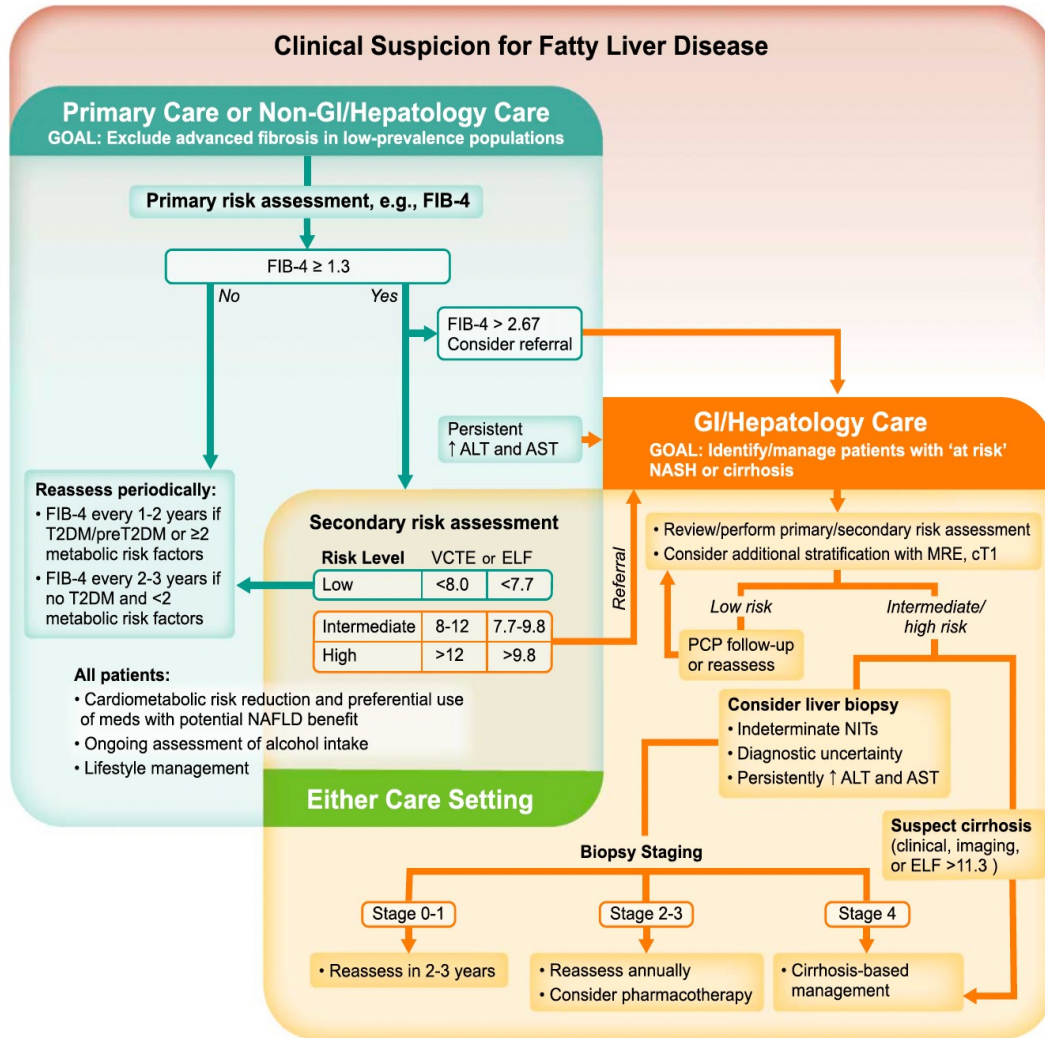 Clinical Suspicion for Fatty Liver Disease
Primary Care or Non-GI/Hepatology Care
GOAL: Exclude advanced fibrosis in low-prevalence populations
Primary risk assessment, e.g., FIB-4
FIB-4 ≥ 1.3
No
Yes
FIB-4 > 2.67
Consider referral
Persistent
↑ ALT and AST
GI/Hepatology Care
GOAL: Identify/manage patients with ‘at risk’
NASH or cirrhosis
Reassess periodically:
• FIB-4 every 1-2 years if
T2DM/preT2DM or ≥2
metabolic risk factors
• FIB-4 every 2-3 years if
no T2DM and <2
metabolic risk factors
Secondary risk assessment
Risk Level VCTE or ELF
Low <8.0 <7.7
Intermediate 8-12 7.7-9.8
High >12 >9.8
Referral
• Review/perform primary/secondary risk assessment
• Consider additional stratification with MRE, cT1
Low risk
Intermediate/
high risk
PCP follow-up
or reassess
All patients:
• Cardiometabolic risk reduction and preferential use
of meds with potential NAFLD benefit
• Ongoing assessment of alcohol intake
• Lifestyle management
Either Care Setting
Consider liver biopsy
• Indeterminate NITs
• Diagnostic uncertainty
• Persistently ↑ ALT and AST
Suspect cirrhosis
(clinical, imaging,
or ELF >11.3 )
Biopsy Staging
Stage 0-1
Stage 2-3
Stage 4
• Reassess in 2-3 years
• Reassess annually
• Consider pharmacotherapy
• Cirrhosis-based
management